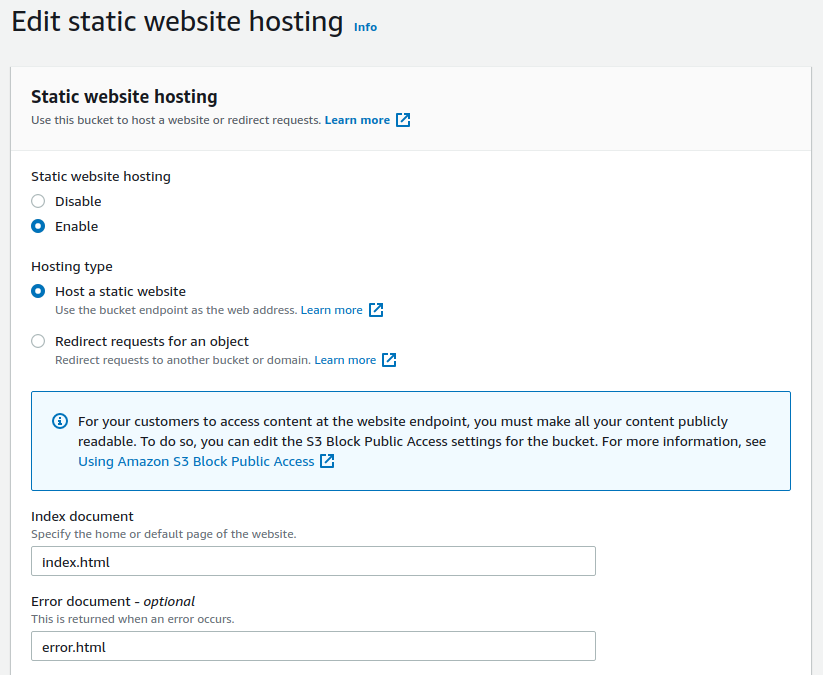 Edit static website hosting Info
Static website hosting
Use this bucket to host a website or redirect requests. Learn more
Static website hosting
Disable
Enable
Hosting type
Host a static website
Use the bucket endpoint as the web address. Learn more
Redirect requests for an object
Redirect requests to another bucket or domain. Learn more
For your customers to access content at the website endpoint, you must make all your content publicly
readable. To do so, you can edit the S3 Block Public Access settings for the bucket. For more information, see
Using Amazon S3 Block Public Access
Index document
Specify the home or default page of the website.
index.html
Error document - optional
This is returned when an error occurs.
error.html